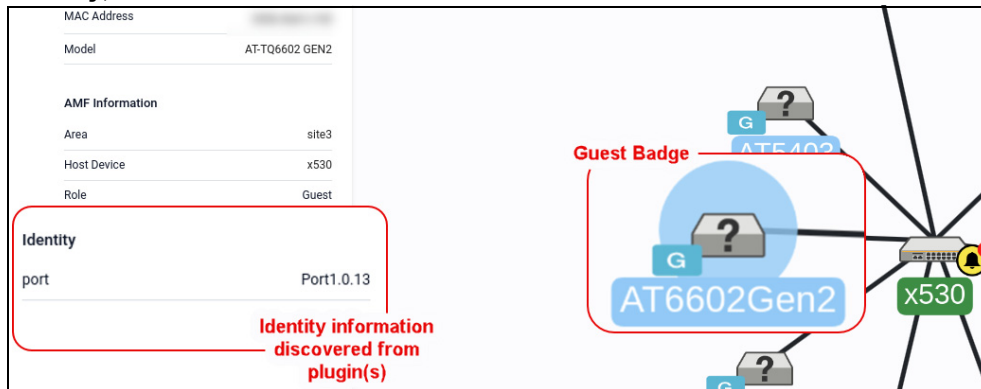 MAC Address
Model AT-TQ6602 GEN2
AMF Information
Area site3
Host Device x530
Role Guest
Identity
port Port1.0.13
Identity information
discovered from
plugin(s)
G
AT5403
Guest Badge
?
G
AT6602Gen2
x530
?
G